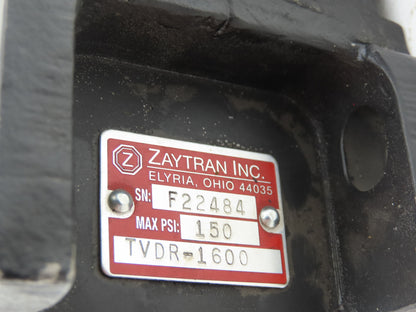 Z ZAYTRAN INC.
ELYRIA, OHIO 44035
SN: F22484
MAX PSI: 150
TVDR-1600